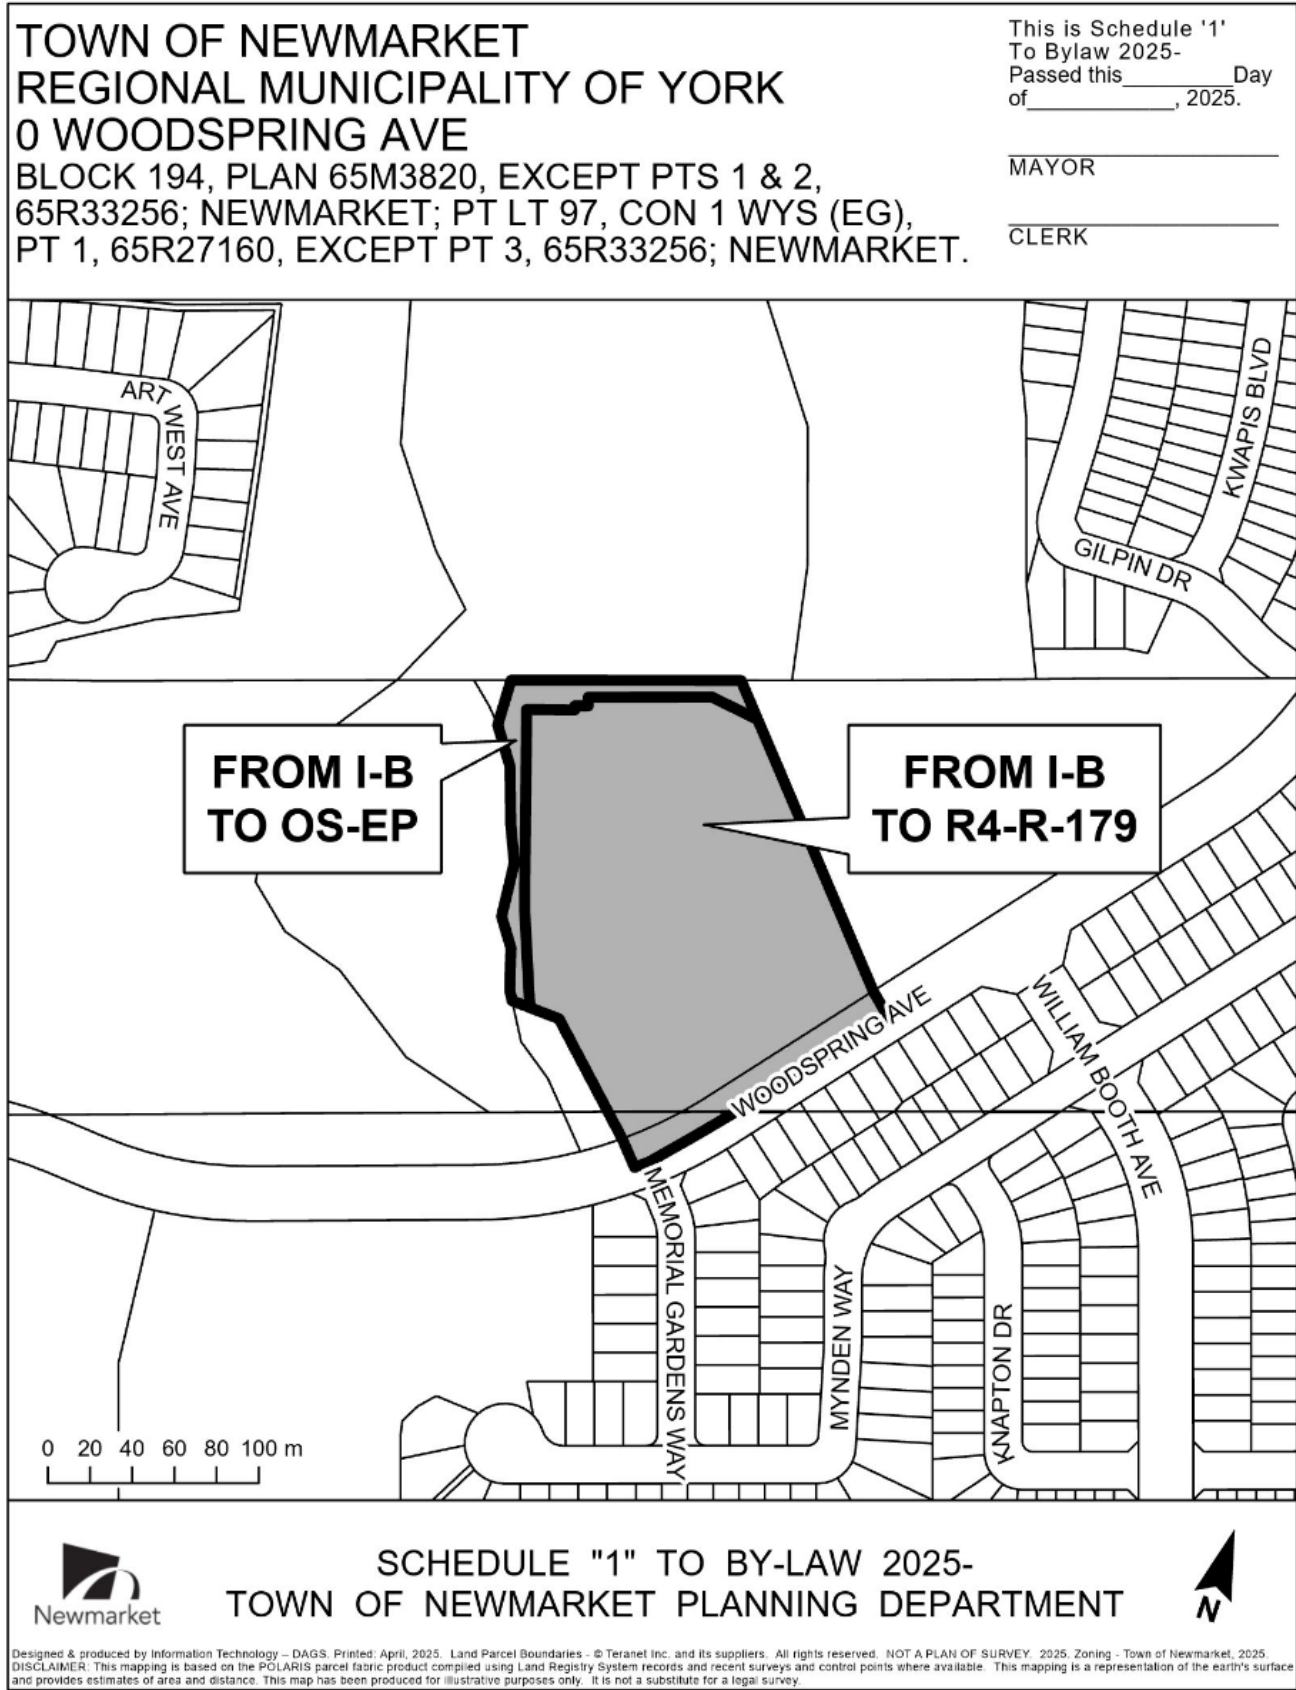 TOWN OF NEWMARKET
REGIONAL MUNICIPALITY OF YORK
0 WOODSPRING AVE
BLOCK 194, PLAN 65M3820, EXCEPT PTS 1 & 2,
65R33256; NEWMARKET; PT LT 97, CON 1 WYS (EG),
PT 1, 65R27160, EXCEPT PT 3, 65R33256; NEWMARKET.
This is Schedule '1'
To Bylaw 2025-
Passed this_________Day
of____________, 2025.
MAYOR
CLERK
ART WEST AVE
KWAPIS BLVD
GILPIN DR
FROM I-B
TO OS-EP
FROM I-B
TO R4-R-179
WOODSPRING AVE
WILLIAM BOOTH AVE
MEMORIAL GARDENS WAY
MYNDEN WAY
KNAPTON DR
0 20 40 60 80 100 m
Newmarket
SCHEDULE "1" TO BY-LAW 2025-
TOWN OF NEWMARKET PLANNING DEPARTMENT
N
Designed & produced by Information Technology – DAGS. Printed: April, 2025. Land Parcel Boundaries - © Teranet Inc. and its suppliers. All rights reserved. NOT A PLAN OF SURVEY. 2025. Zoning - Town of Newmarket, 2025.
DISCLAIMER: This mapping is based on the POLARIS parcel fabric product compiled using Land Registry System records and recent surveys and control points where available. This mapping is a representation of the earth's surface
and provides estimates of area and distance. This map has been produced for illustrative purposes only. It is not a substitute for a legal survey.